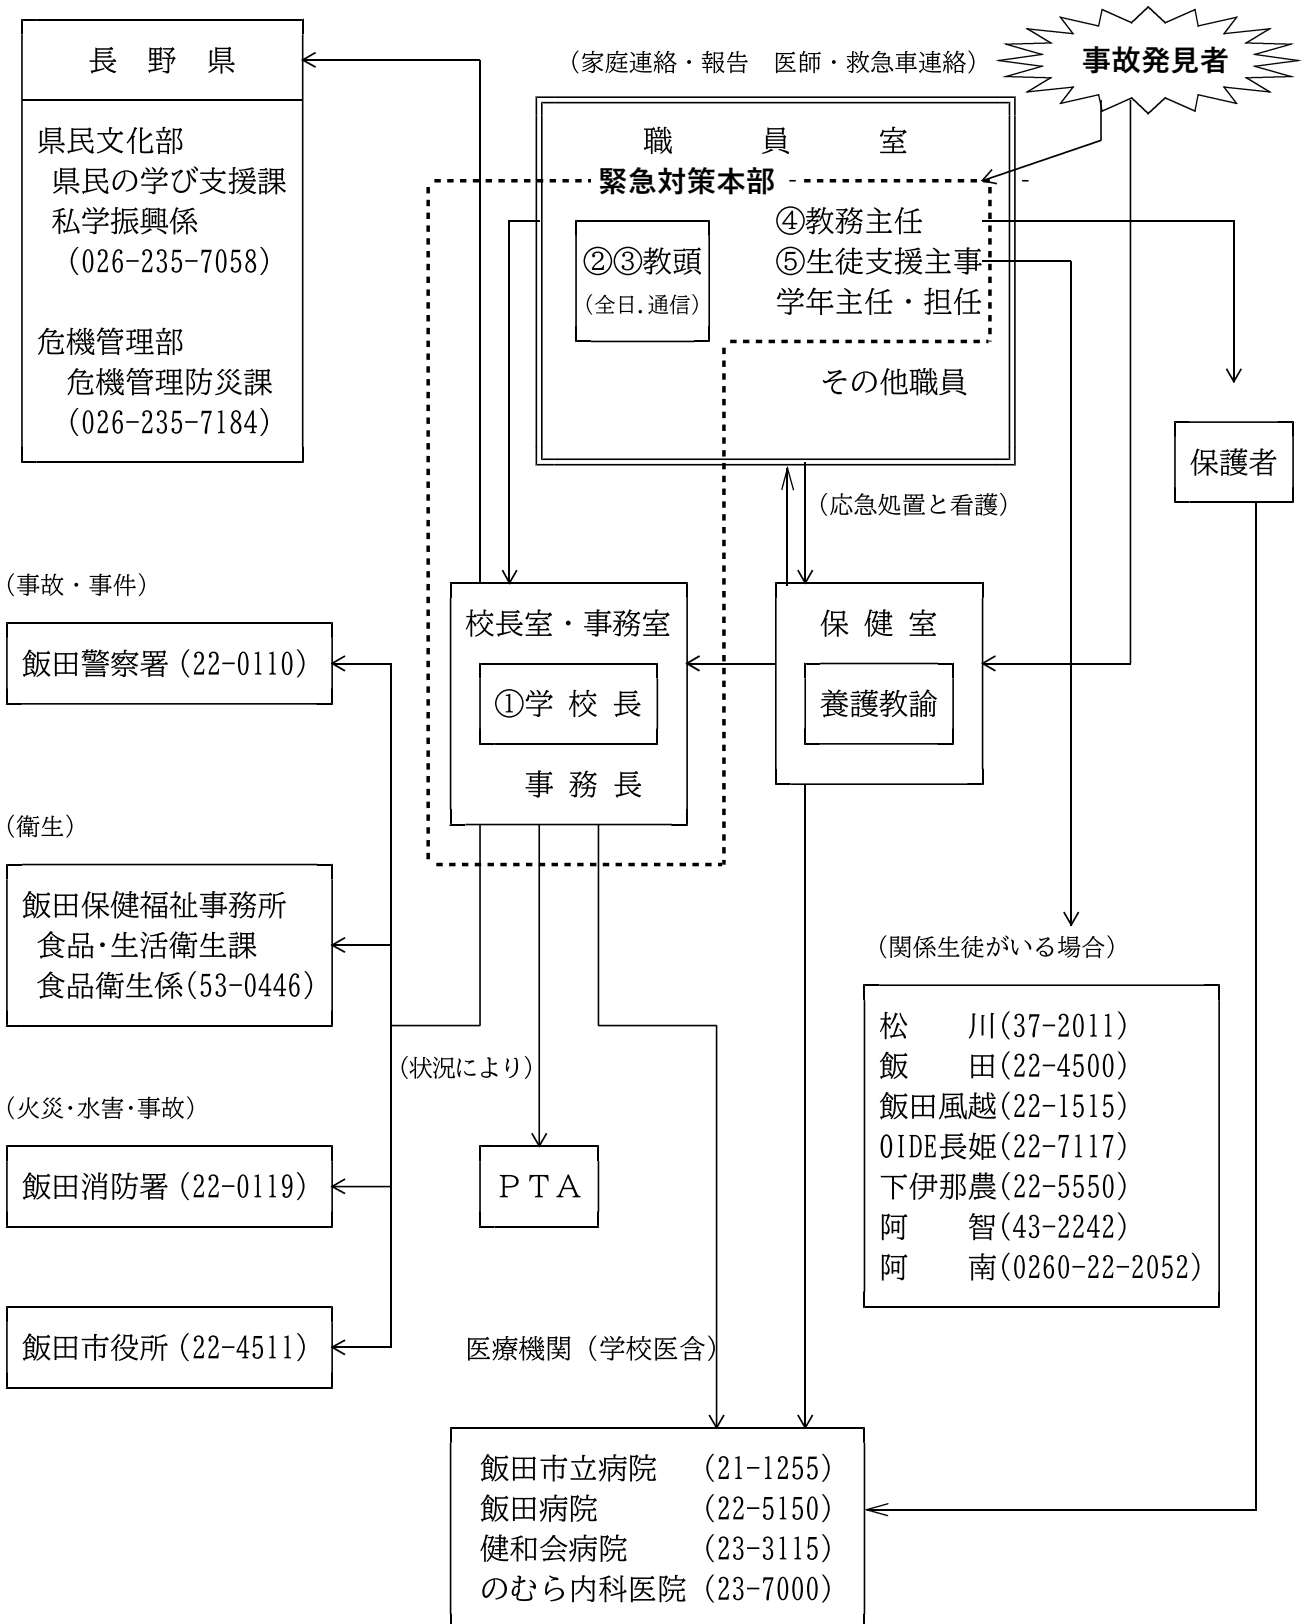 長　野　県
県民文化部
県民の学び支援課
私学振興係
（026-235-7058）
危機管理部
危機管理防災課
（026-235-7184）
（家庭連絡・報告　医師・救急車連絡）
事故発見者
職　員　室
緊急対策本部
②③教頭
（全日．通信）
④教務主任
⑤生徒支援主事
学年主任・担任
その他職員
保護者
（応急処置と看護）
校長室・事務室
①学 校 長
事 務 長
保 健 室
養護教諭
（事故・事件）
飯田警察署（22-0110）
（衛生）
飯田保健福祉事務所
食品・生活衛生課
食品衛生係（53-0446）
（火災・水害・事故）
飯田消防署（22-0119）
飯田市役所（22-4511）
（状況により）
ＰＴＡ
（関係生徒がいる場合）
松　　川（37-2011）
飯　　田（22-4500）
飯田風越（22-1515）
OIDE長姫（22-7117）
下伊那農（22-5550）
阿　　智（43-2242）
阿　　南（0260-22-2052）
医療機関（学校医含）
飯田市立病院　（21-1255）
飯田病院　　　（22-5150）
健和会病院　　（23-3115）
のむら内科医院（23-7000）